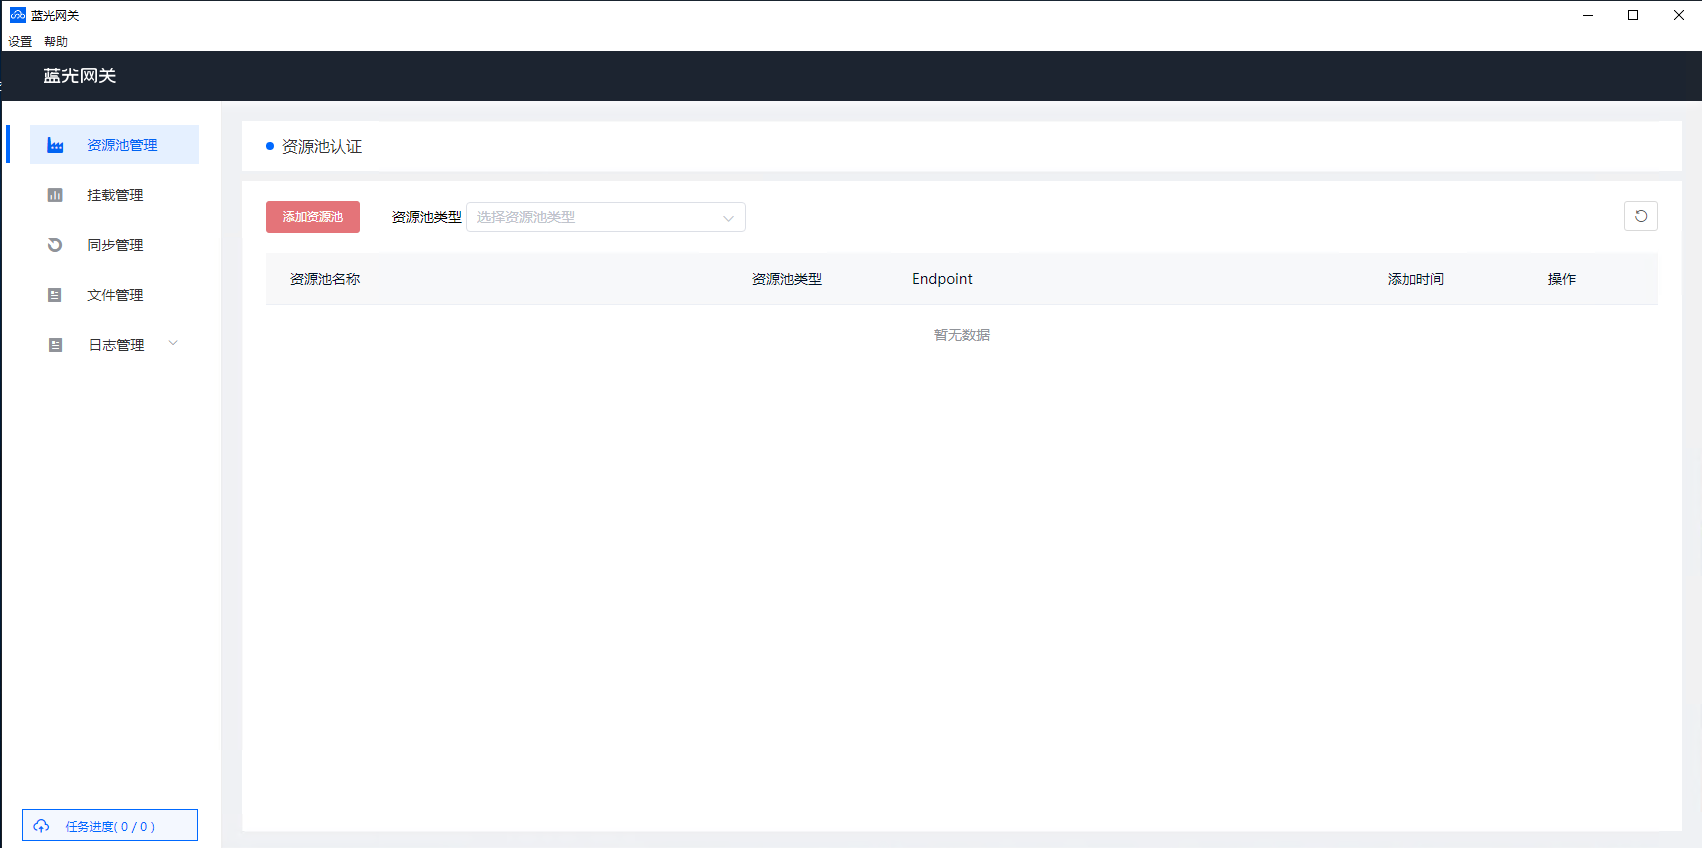 蓝光网关
设置 帮助
蓝光网关
资源池管理
挂载管理
同步管理
文件管理
日志管理
任务进度( 0 / 0 )
资源池认证
添加资源池 资源池类型 选择资源池类型
资源池名称 资源池类型 Endpoint 添加时间 操作
暂无数据